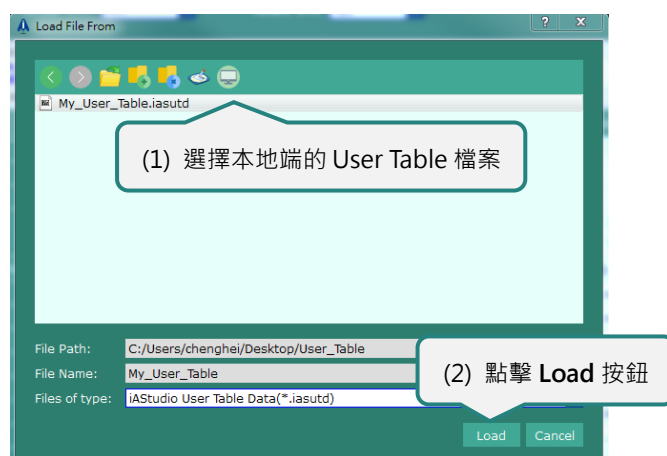 Load File From
My_User_Table.iasutd
(1) 選擇本地端的 User Table 檔案
File Path: C:/Users/chenghei/Desktop/User_Table
File Name: My_User_Table
(2) 點擊 Load 按鈕
Files of type: iAStudio User Table Data(*.iasutd)
Load Cancel